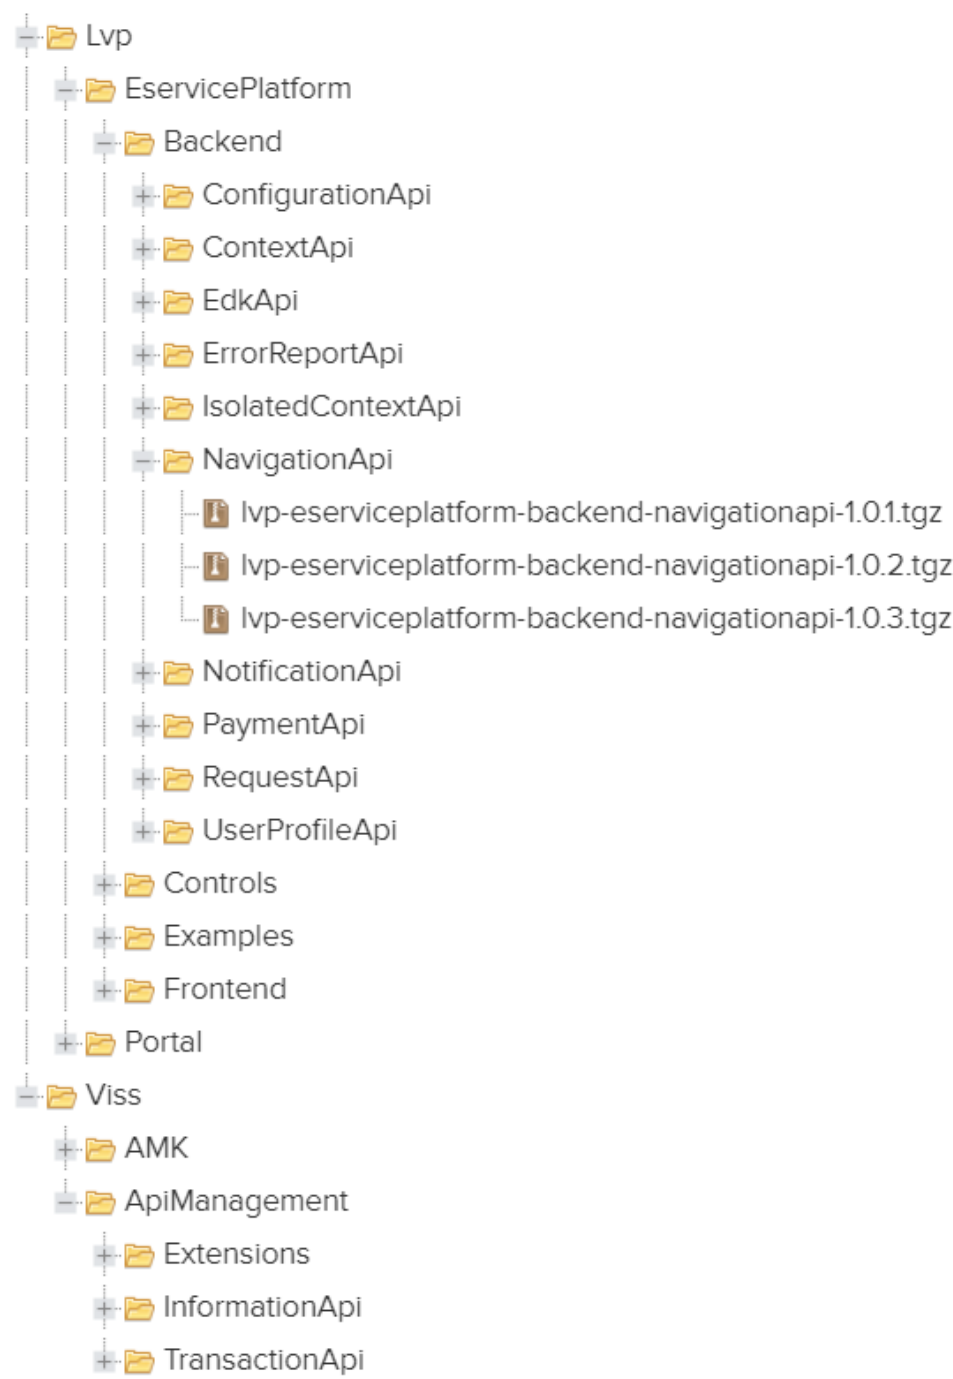 Lvp
EservicePlatform
Backend
ConfigurationApi
ContextApi
EdkApi
ErrorReportApi
IsolatedContextApi
NavigationApi
lvp-eserviceplatform-backend-navigationapi-1.0.1.tgz
lvp-eserviceplatform-backend-navigationapi-1.0.2.tgz
lvp-eserviceplatform-backend-navigationapi-1.0.3.tgz
NotificationApi
PaymentApi
RequestApi
UserProfileApi
Controls
Examples
Frontend
Portal
Viss
AMK
ApiManagement
Extensions
InformationApi
TransactionApi